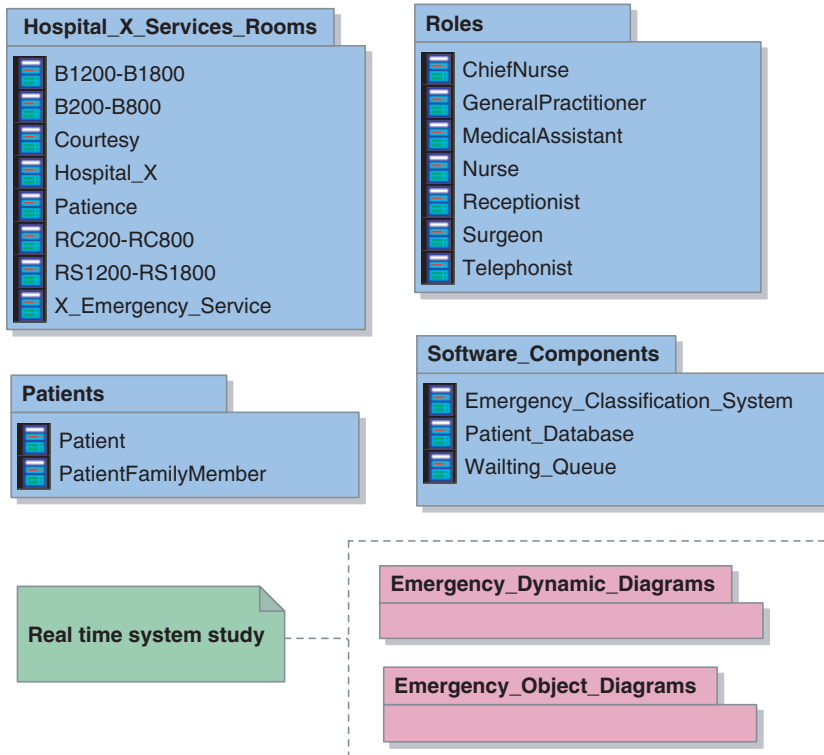 Hospital_X_Services_Rooms
B1200-B1800
B200-B800
Courtesy
Hospital_X
Patience
RC200-RC800
RS1200-RS1800
X_Emergency_Service
Roles
ChiefNurse
GeneralPractitioner
MedicalAssistant
Nurse
Receptionist
Surgeon
Telephonist
Patients
Patient
PatientFamilyMember
Software_Components
Emergency_Classification_System
Patient_Database
Wailting_Queue
Real time system study
Emergency_Dynamic_Diagrams
Emergency_Object_Diagrams